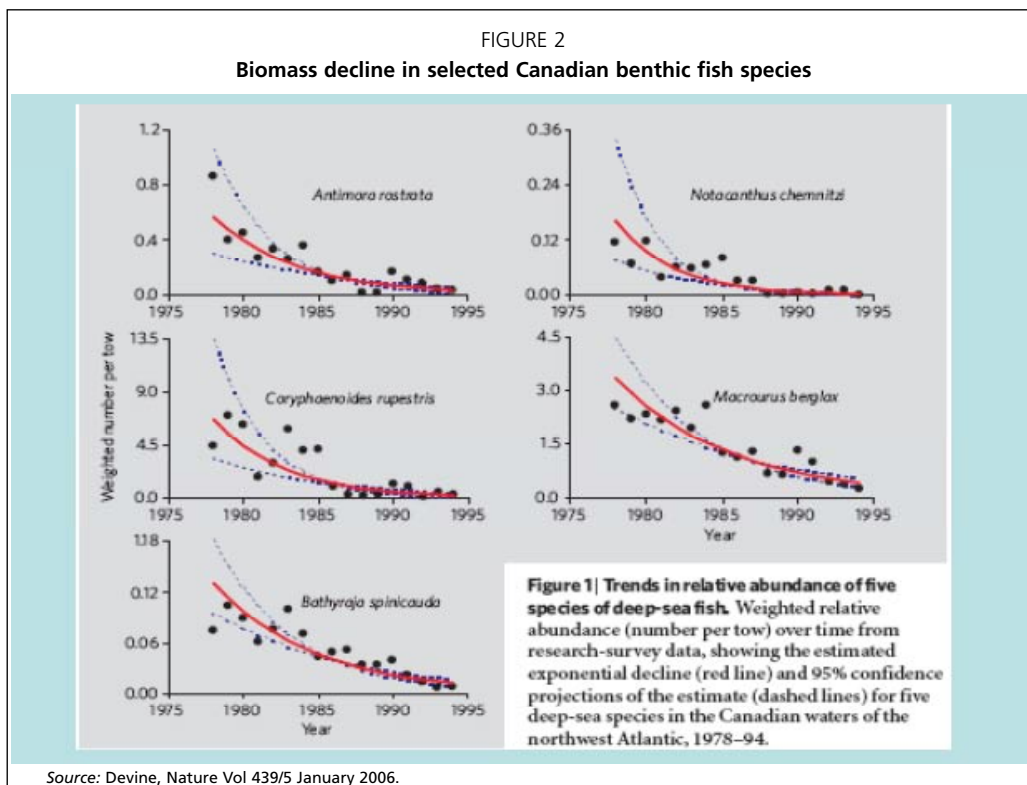 FIGURE 2
Biomass decline in selected Canadian benthic fish species
Weighted number per tow
1.2
0.8
0.4
0.0
Antimora rostrata
1975 1980 1985 1990 1995
0.36
0.24
0.12
0.00
Notacanthus chemnitzi
1975 1980 1985 1990 1995
13.5
9.0
4.5
0.0
Coryphaenoides rupestris
1975 1980 1985 1990 1995
4.5
3.0
1.5
0.0
Macrourus berglax
1975 1980 1985 1990 1995
Year
1.18
0.12
0.06
0.00
Bathyraja spinicauda
1975 1980 1985 1990 1995
Year
Figure 1 | Trends in relative abundance of five
species of deep-sea fish. Weighted relative
abundance (number per tow) over time from
research-survey data, showing the estimated
exponential decline (red line) and 95% confidence
projections of the estimate (dashed lines) for five
deep-sea species in the Canadian waters of the
northwest Atlantic, 1978–94.
Source: Devine, Nature Vol 439/5 January 2006.